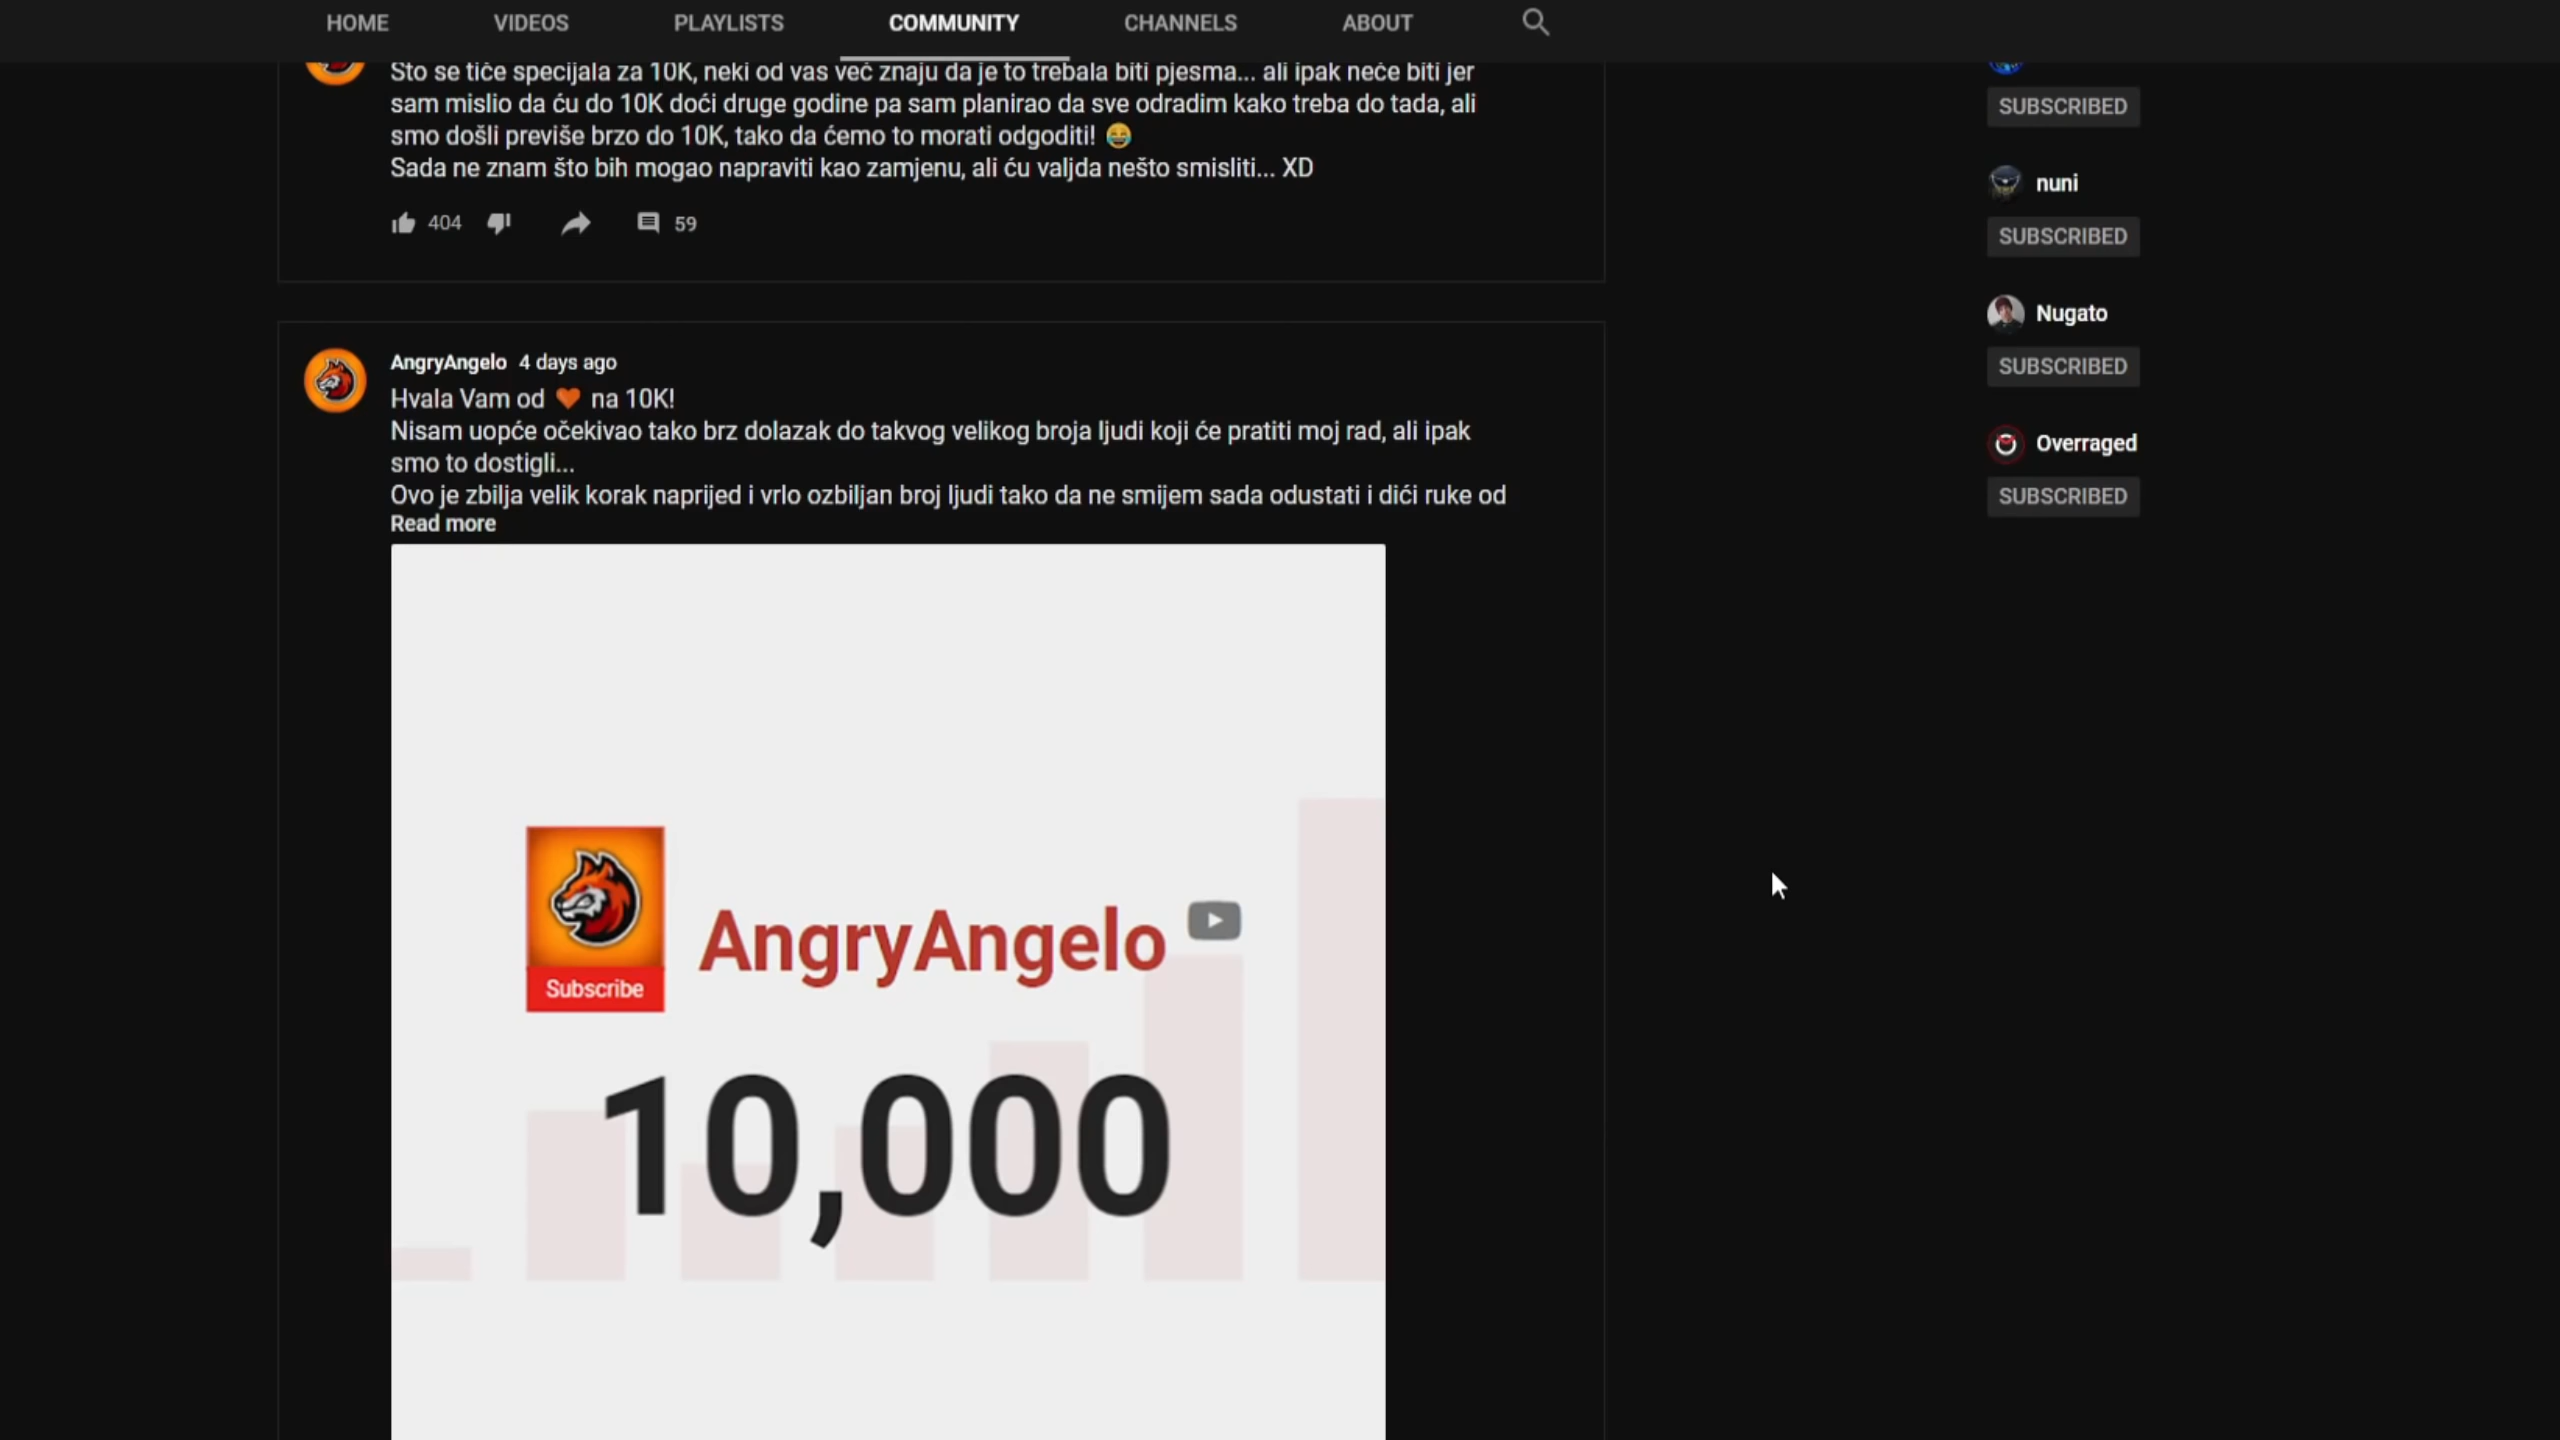 HOME VIDEOS PLAYLISTS COMMUNITY CHANNELS ABOUT
Što se tiče specijala za 10K, neki od vas već znaju da je to trebala biti pjesma... ali ipak neće biti jer
sam mislio da ću do 10K doći druge godine pa sam planirao da sve odradim kako treba do tada, ali
smo došli previše brzo do 10K, tako da ćemo to morati odgoditi! 😂
Sada ne znam što bih mogao napraviti kao zamjenu, ali ću valjda nešto smisliti... XD
404 59
AngryAngelo 4 days ago
Hvala Vam od 🧡 na 10K!
Nisam uopće očekivao tako brz dolazak do takvog velikog broja ljudi koji će pratiti moj rad, ali ipak
smo to dostigli...
Ovo je zbilja velik korak naprijed i vrlo ozbiljan broj ljudi tako da ne smijem sada odustati i dići ruke od
Read more
Subscribe
AngryAngelo
10,000
SUBSCRIBED
nuni
SUBSCRIBED
Nugato
SUBSCRIBED
Overraged
SUBSCRIBED